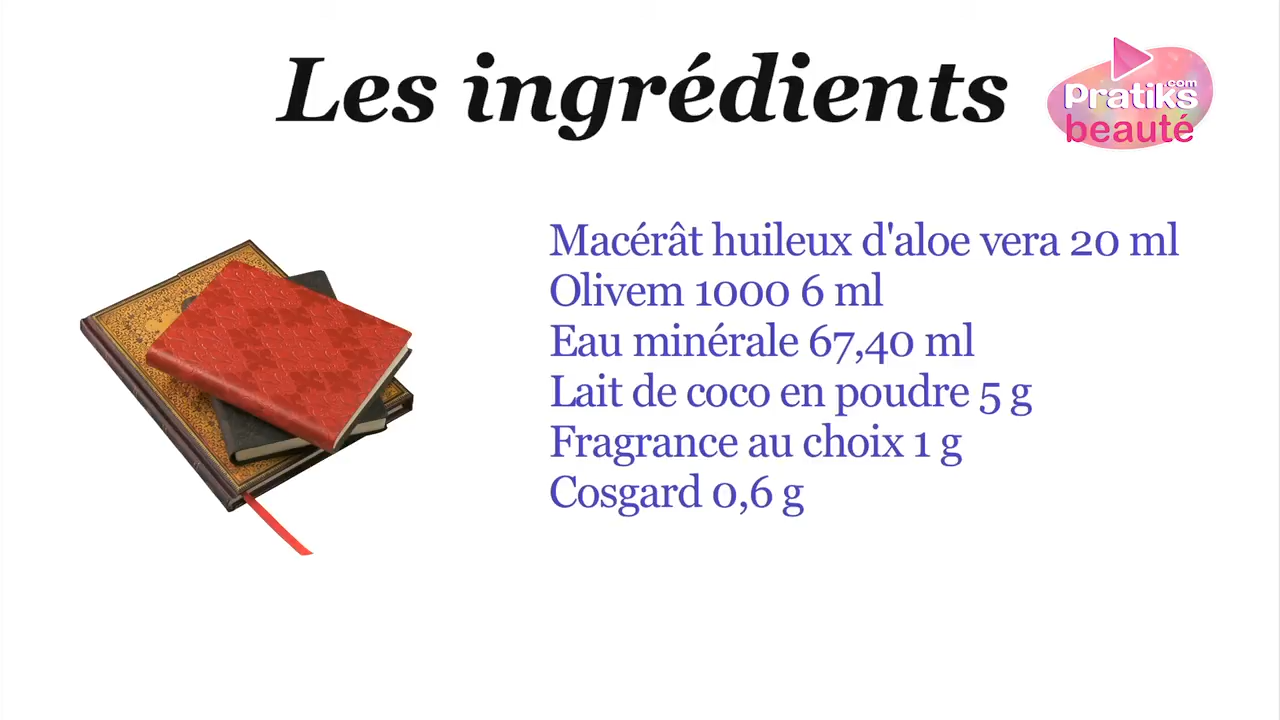 Les ingrédients
.com
Pratiks
beauté
Macérât huileux d'aloe vera 20 ml
Olivem 1000 6 ml
Eau minérale 67,40 ml
Lait de coco en poudre 5 g
Fragrance au choix 1 g
Cosgard 0,6 g